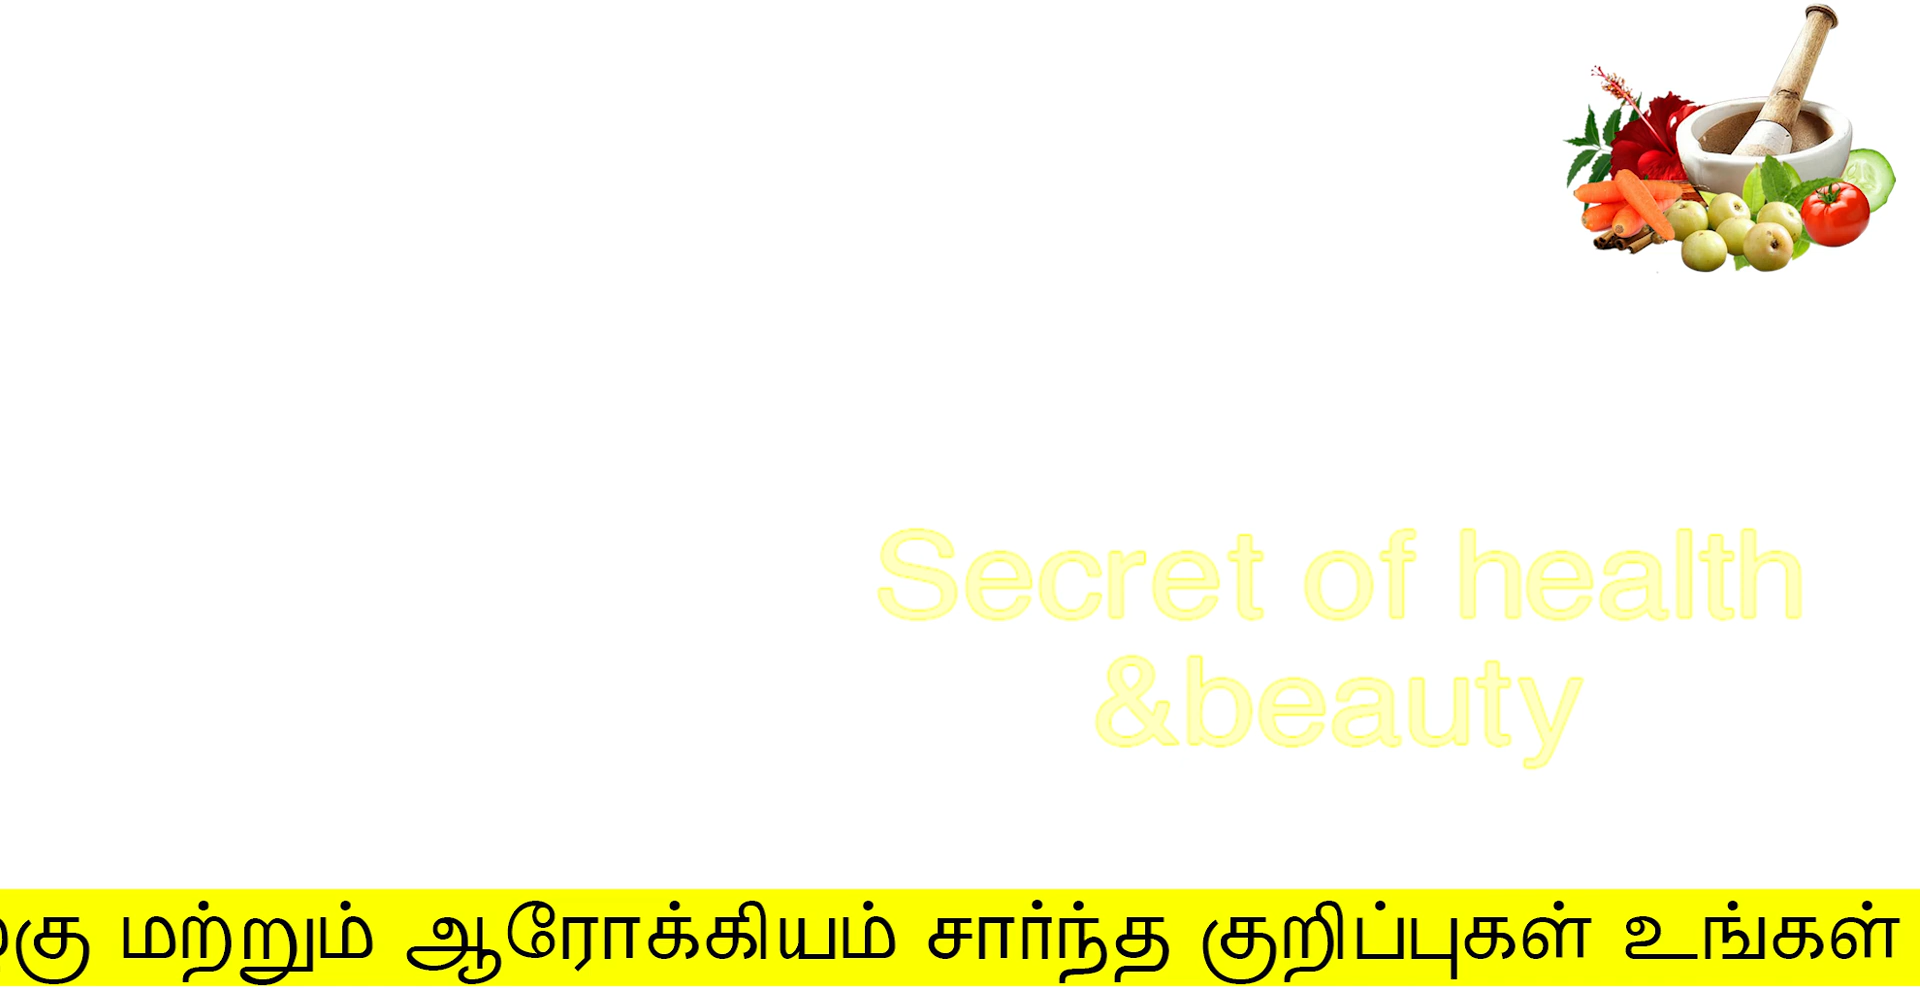 Secret of health
&beauty
மற்றும் ஆரோக்கியம் சார்ந்த குறிப்புகள் உங்கள்